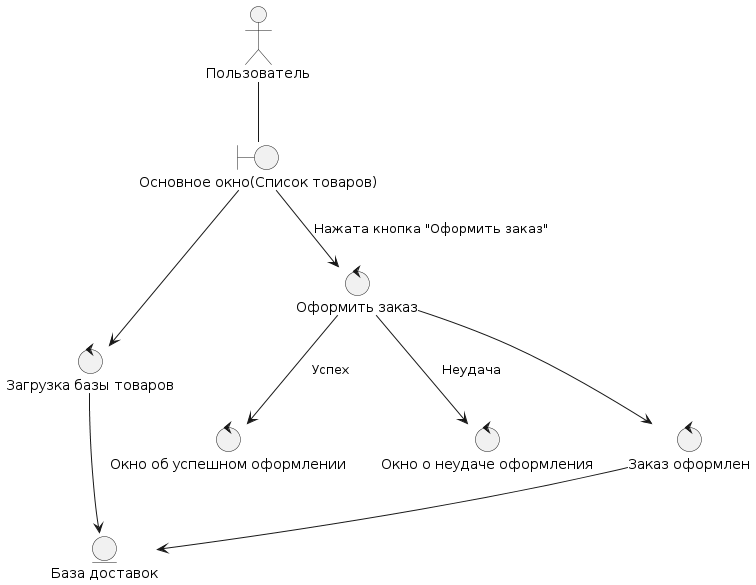 Пользователь
Основное окно(Список товаров)
Нажата кнопка "Оформить заказ"
Оформить заказ
Успех
Неудача
Загрузка базы товаров
Окно об успешном оформлении
Окно о неудаче оформления
Заказ оформлен
База доставок